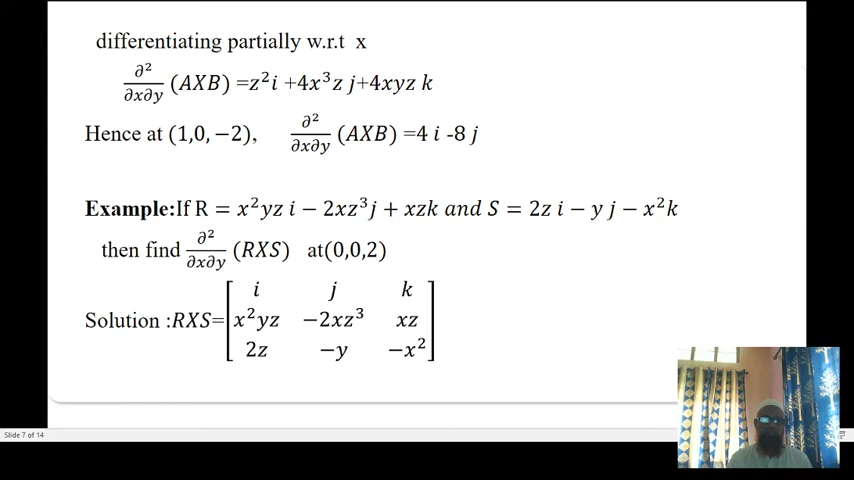 differentiating partially w.r.t x
∂²/∂x∂y (AXB) =z²i +4x³z j+4xyz k
Hence at (1,0, −2), ∂²/∂x∂y (AXB) =4 i -8 j
Example:If R = x²yz i − 2xz³j + xzk and S = 2z i − y j − x²k
then find ∂²/∂x∂y (RXS) at(0,0,2)
i j k
Solution :RXS= x²yz −2xz³ xz
2z −y −x²
Slide 7 of 14